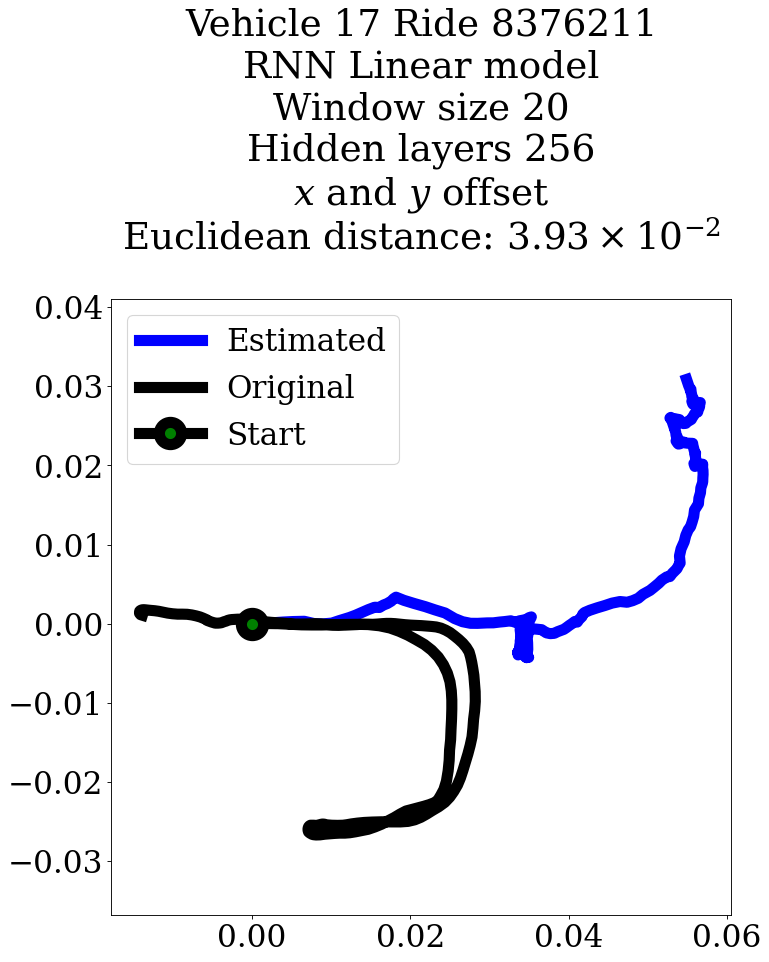 Vehicle 17 Ride 8376211
RNN Linear model
Window size 20
Hidden layers 256
x and y offset
Euclidean distance: 3.93 × 10⁻²
0.04
Estimated
0.03
Original
Start
0.02
0.01
0.00
−0.01
−0.02
−0.03
0.00 0.02 0.04 0.06